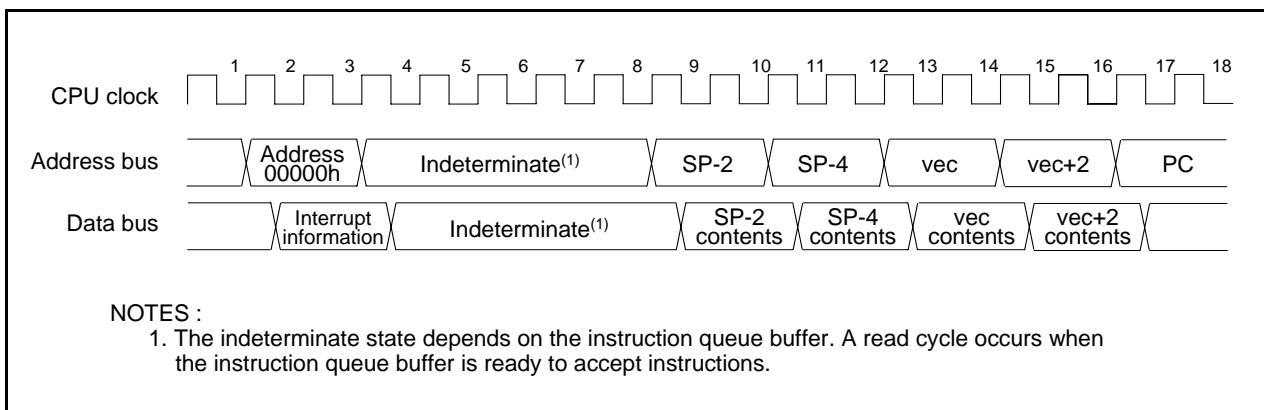 1 2 3 4 5 6 7 8 9 10 11 12 13 14 15 16 17 18
CPU clock
Address bus
Address
00000h
Indeterminate(1)
SP-2
SP-4
vec
vec+2
PC
Data bus
Interrupt
information
Indeterminate(1)
SP-2
contents
SP-4
contents
vec
contents
vec+2
contents
NOTES :
1. The indeterminate state depends on the instruction queue buffer. A read cycle occurs when
the instruction queue buffer is ready to accept instructions.